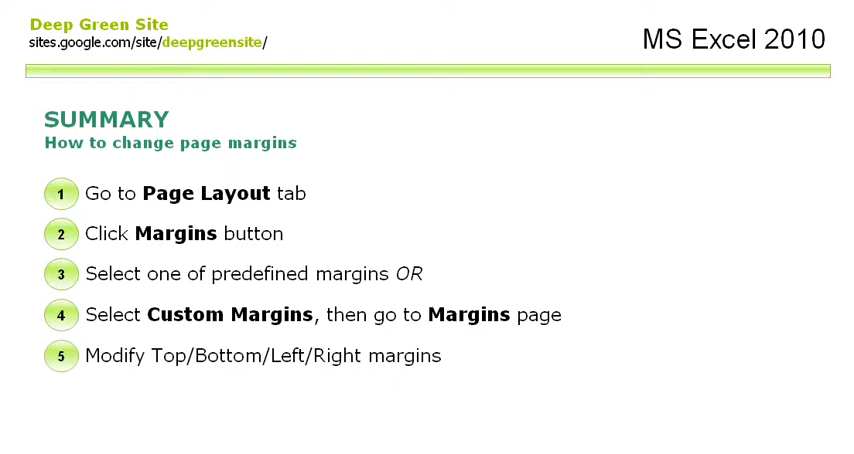 Deep Green Site
sites.google.com/site/deepgreensite/
MS Excel 2010
SUMMARY
How to change page margins
1 Go to Page Layout tab
2 Click Margins button
3 Select one of predefined margins OR
4 Select Custom Margins, then go to Margins page
5 Modify Top/Bottom/Left/Right margins